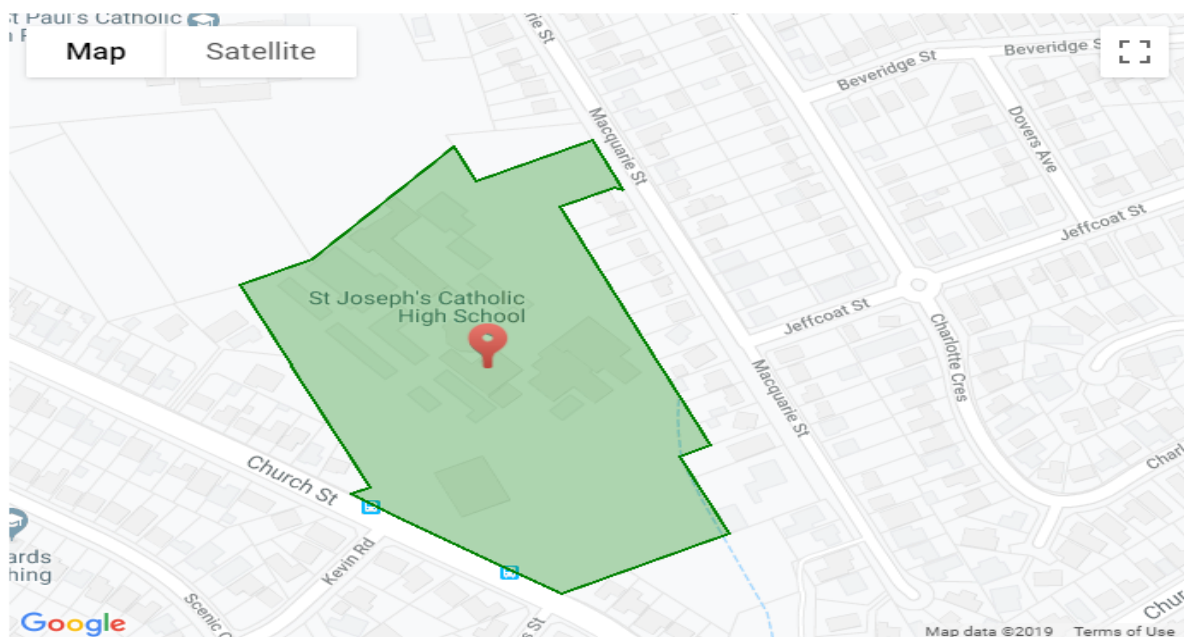 St Paul's Catholic
Map
Satellite
Beveridge St
Beveridge S
Macquarie St
Dovers Ave
Jeffcoat St
St Joseph's Catholic
High School
Jeffcoat St
Charlotte Cres
Macquarie St
Church St
Kevin Rd
Scenic
Google
Map data ©2019
Terms of Use